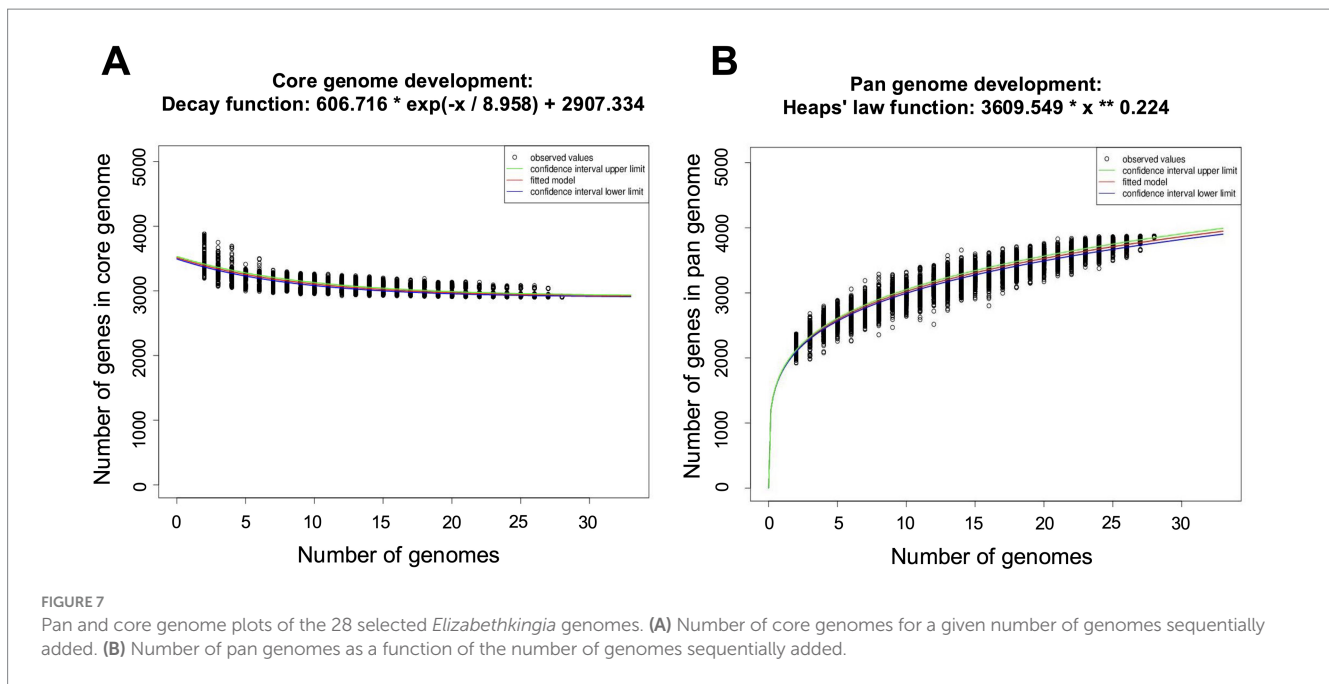 A
Core genome development:
Decay function: 606.716 * exp(-x / 8.958) + 2907.334
observed values
confidence interval upper limit
fitted model
confidence interval lower limit
Number of genes in core genome
5000
4000
3000
2000
1000
0
0 5 10 15 20 25 30
Number of genomes
B
Pan genome development:
Heaps' law function: 3609.549 * x ** 0.224
observed values
confidence interval upper limit
fitted model
confidence interval lower limit
Number of genes in pan genome
5000
4000
3000
2000
1000
0
0 5 10 15 20 25 30
Number of genomes
FIGURE 7
Pan and core genome plots of the 28 selected Elizabethkingia genomes. (A) Number of core genomes for a given number of genomes sequentially
added. (B) Number of pan genomes as a function of the number of genomes sequentially added.